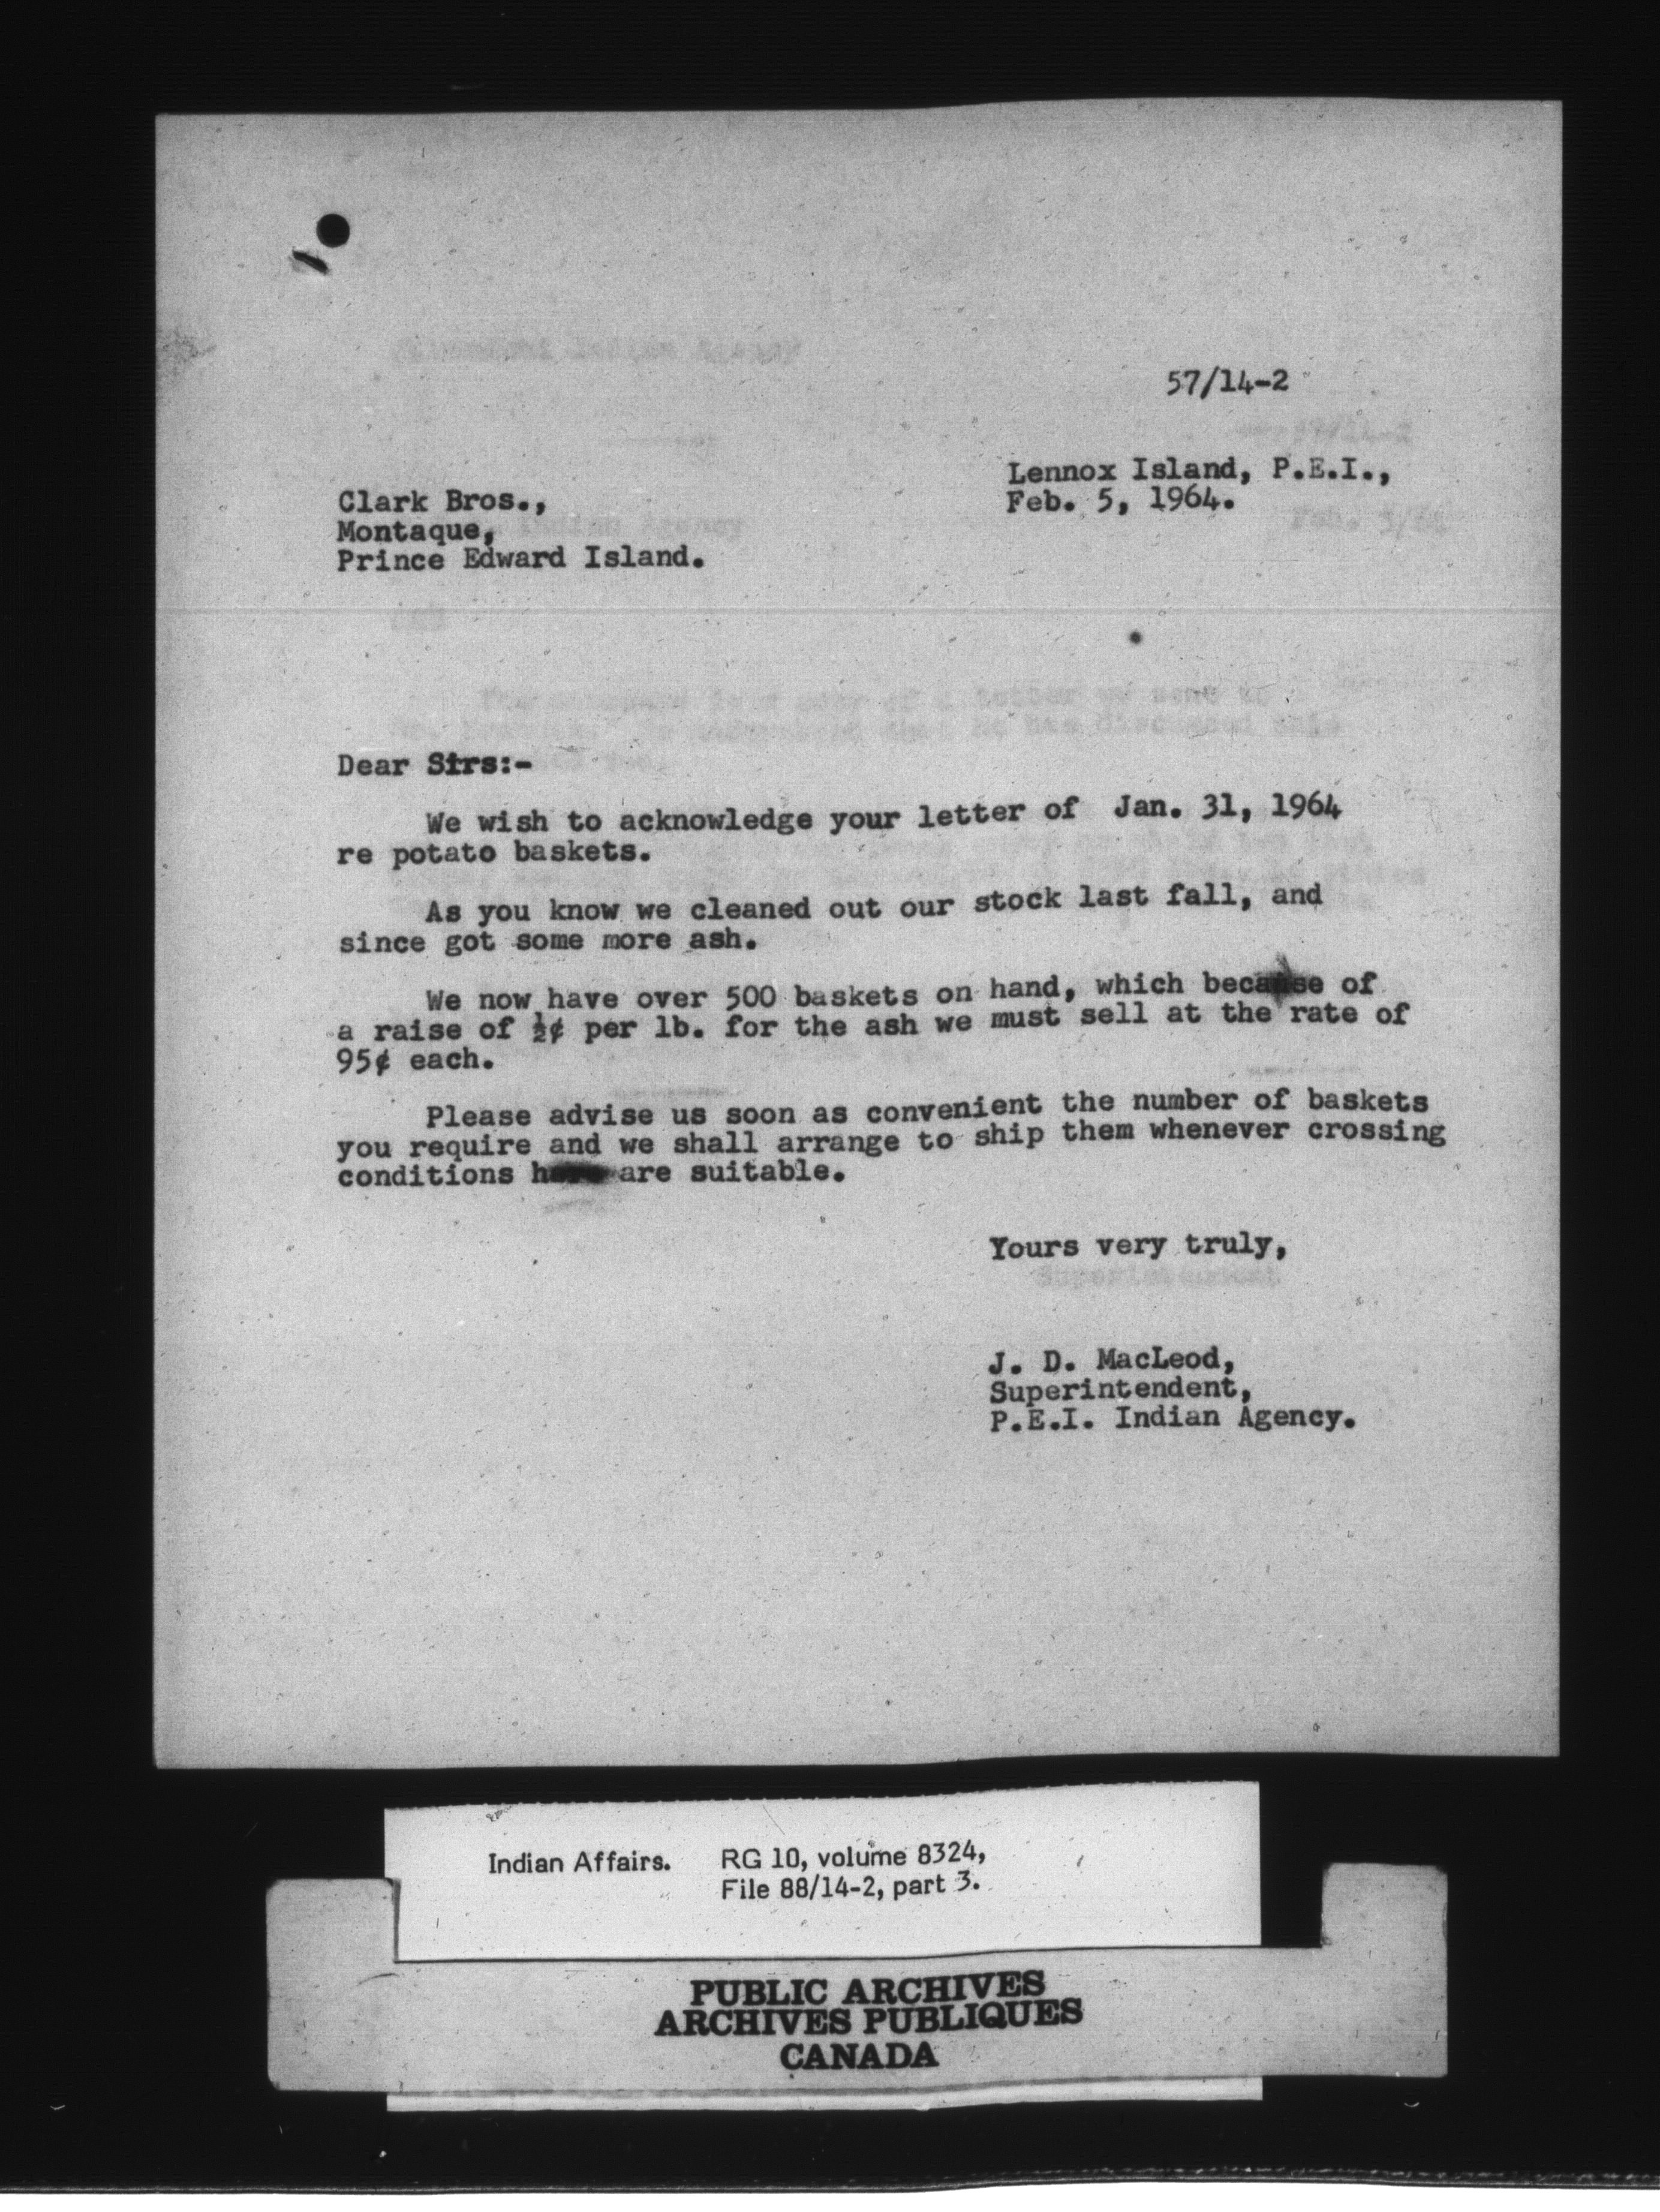 57/14-2
Lennox Island, P.E.I.,
Feb. 5, 1964.
Clark Bros.,
Montaque,
Prince Edward Island.
Dear Sirs:-
We wish to acknowledge your letter of Jan. 31, 1964
re potato baskets.
As you know we cleaned out our stock last fall, and
since got some more ash.
We now have over 500 baskets on hand, which because of
a raise of ½¢ per lb. for the ash we must sell at the rate of
95¢ each.
Please advise us soon as convenient the number of baskets
you require and we shall arrange to ship them whenever crossing
conditions are suitable.
Yours very truly,
J. D. MacLeod,
Superintendent,
P.E.I. Indian Agency.
Indian Affairs. RG 10, volume 8324,
File 88/14-2, part 3.
PUBLIC ARCHIVES
ARCHIVES PUBLIQUES
CANADA